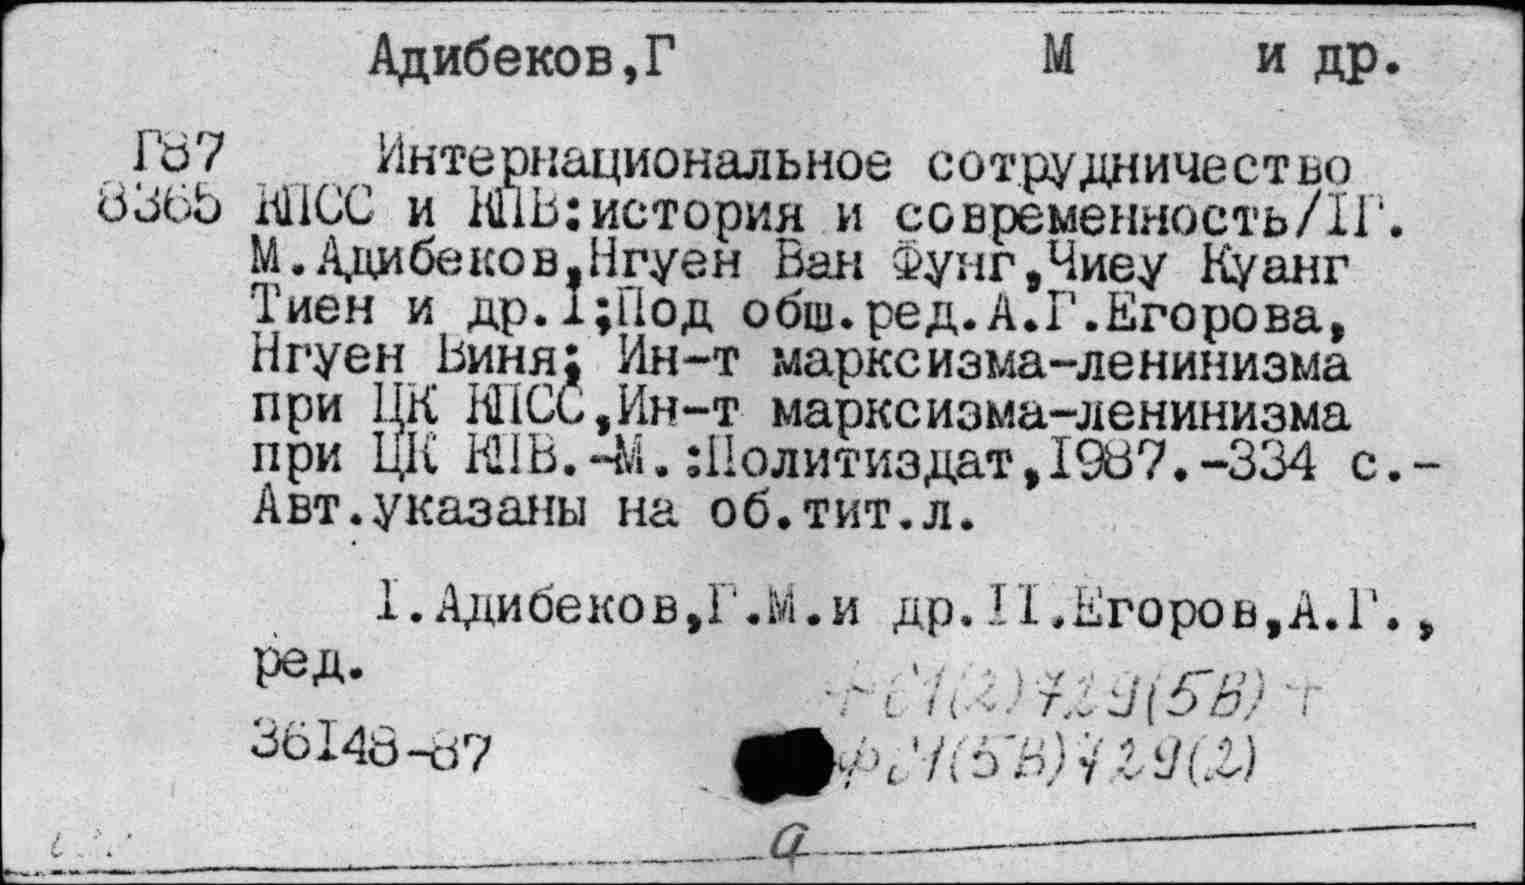 Адибеков,Г М и др.
Г87 Интернациональное сотрудничество
8365 КПСС и КПВ:история и современность/IГ.
М.Адибеков,Нгуен Ван Фунг,Чиеу Куанг
Тиен и др.I;Под общ.ред.А.Г.Егорова,
Нгуен Виня; Ин-т марксизма-ленинизма
при ЦК КПСС,Ин-т марксизма-ленинизма
при ЦК КПВ.-М.:Политиздат,I987.-334 с.-
Авт.указаны на об.тит.л.
I.Адибеков,Г.М.и др.II.Егоров,А.Г.,
ред.
36I48-87
а